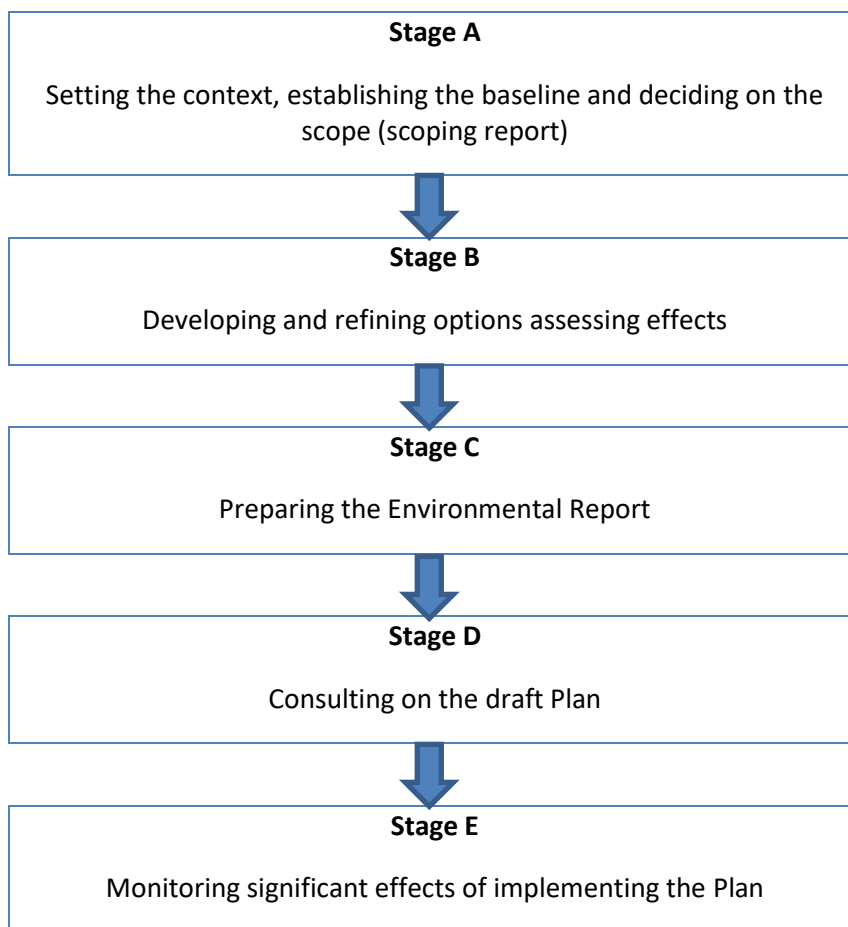 Stage A
Setting the context, establishing the baseline and deciding on the
scope (scoping report)
Stage B
Developing and refining options assessing effects
Stage C
Preparing the Environmental Report
Stage D
Consulting on the draft Plan
Stage E
Monitoring significant effects of implementing the Plan